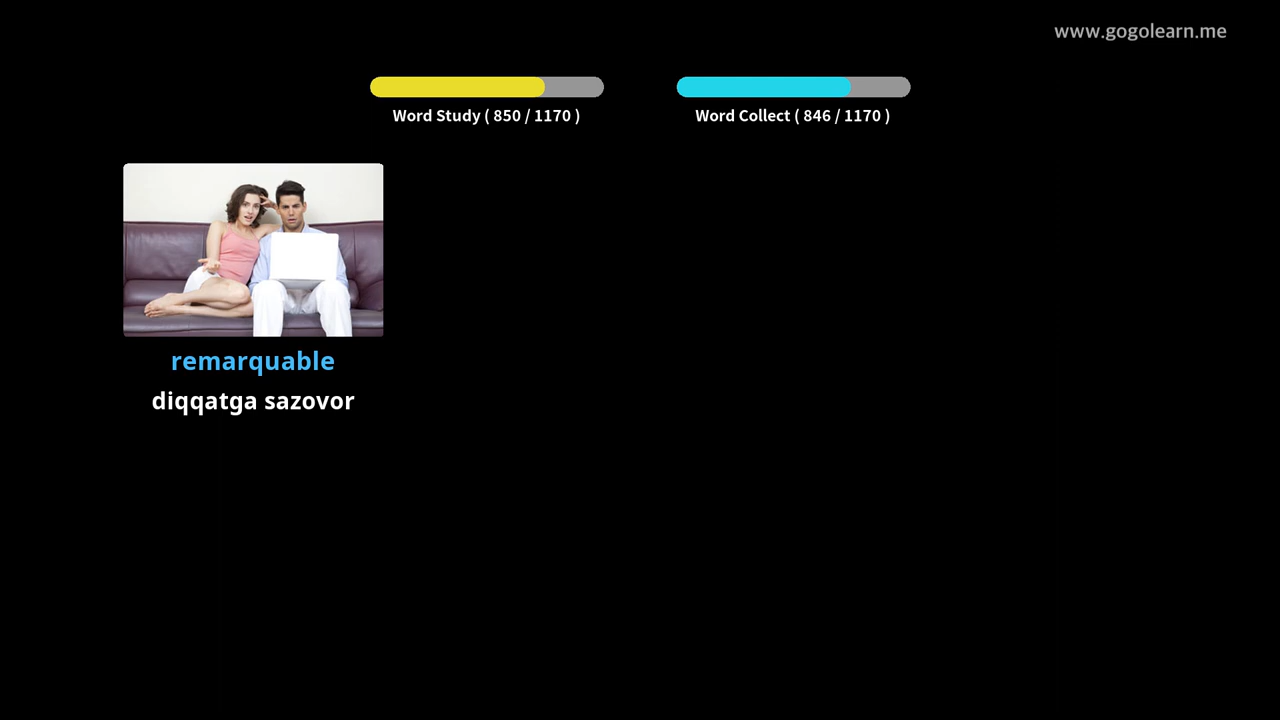 www.gogolearn.me
Word Study ( 850 / 1170 )
Word Collect ( 846 / 1170 )
remarquable
diqqatga sazovor